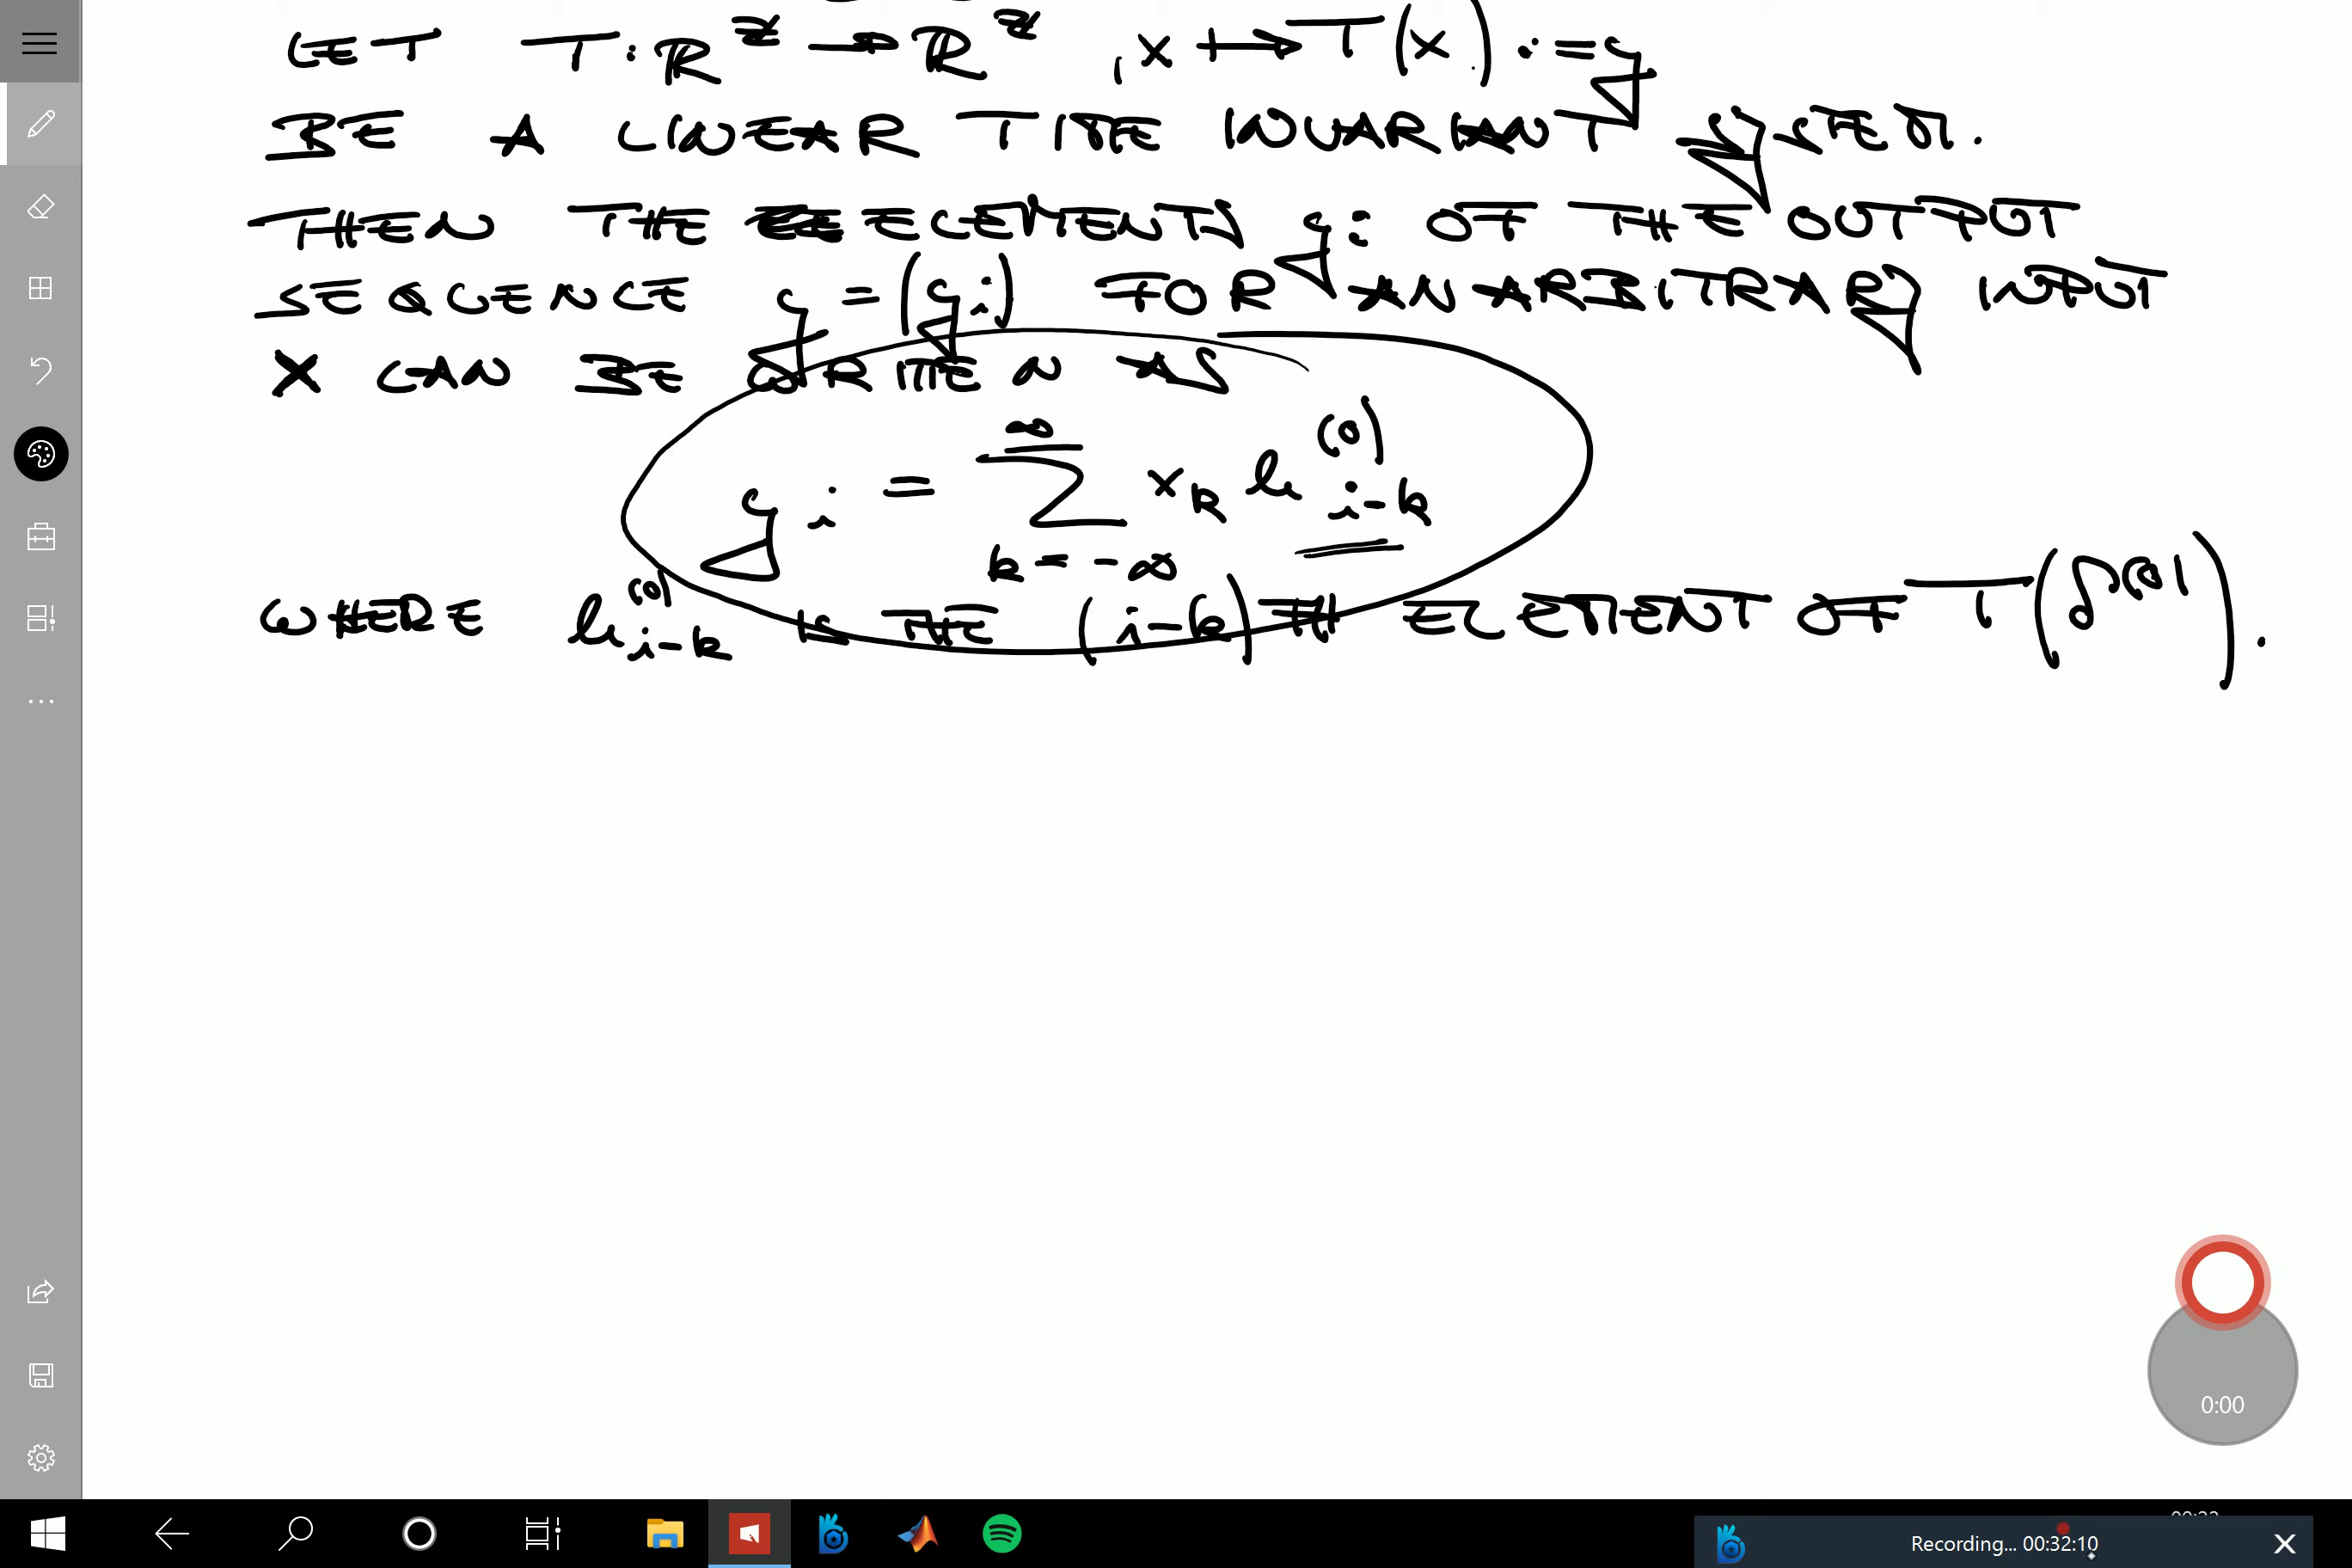 LET T: ℝ^ℤ → ℝ^ℤ, x ↦ T(x) := y
BE A LINEAR TIME INVARIANT SYSTEM.
THEN THE ELEMENTS yᵢ OF THE OUTPUT
SEQUENCE y = (yᵢ) FOR AN ARBITRARY INPUT
X CAN BE WRITTEN AS
yᵢ = ∑_{k=-∞}^{∞} x_k h^{(0)}_{i-k}
WHERE h^{(0)}_{i-k} IS THE (i-k)TH ELEMENT OF T(δ^{(0)}).
0:00
Recording... 00:32:10